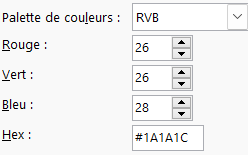 Palette de couleurs : RVB
Rouge : 26
Vert : 26
Bleu : 28
Hex : #1A1A1C